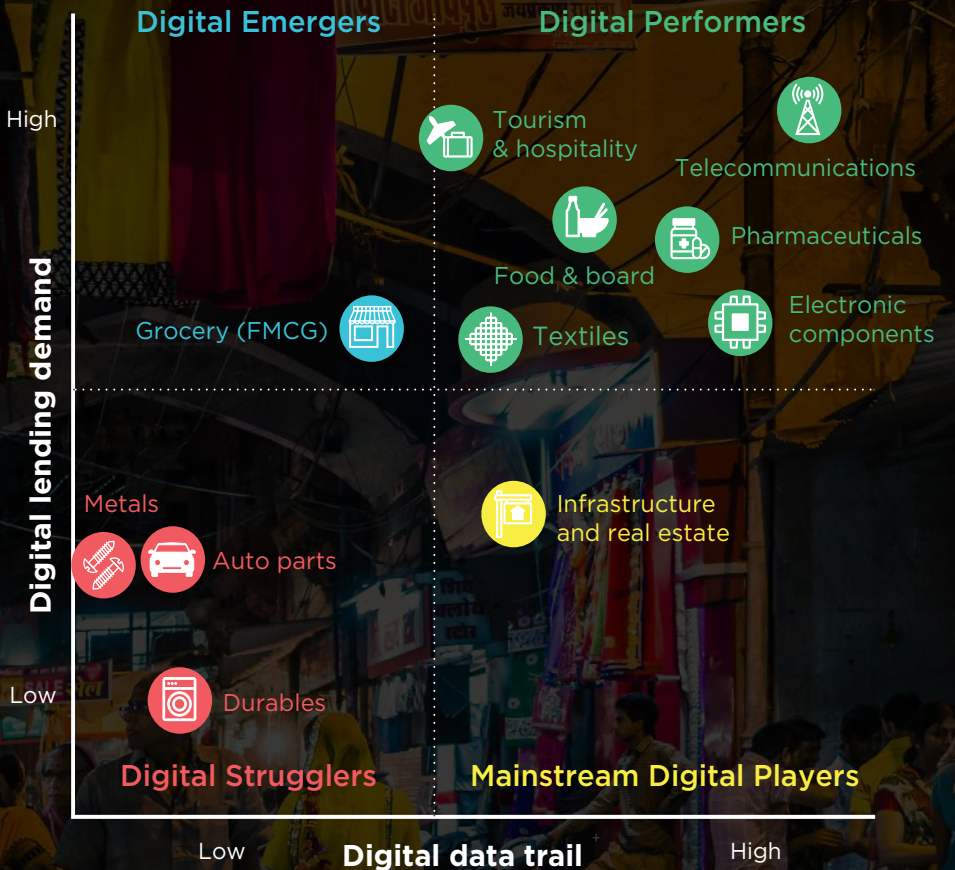 Digital Emergers
Digital Performers
High
Tourism
& hospitality
Telecommunications
Pharmaceuticals
Food & board
Electronic
components
Grocery (FMCG)
Textiles
Digital lending demand
Metals
Infrastructure
and real estate
Auto parts
Low
Durables
Digital Strugglers
Mainstream Digital Players
Low
Digital data trail
High